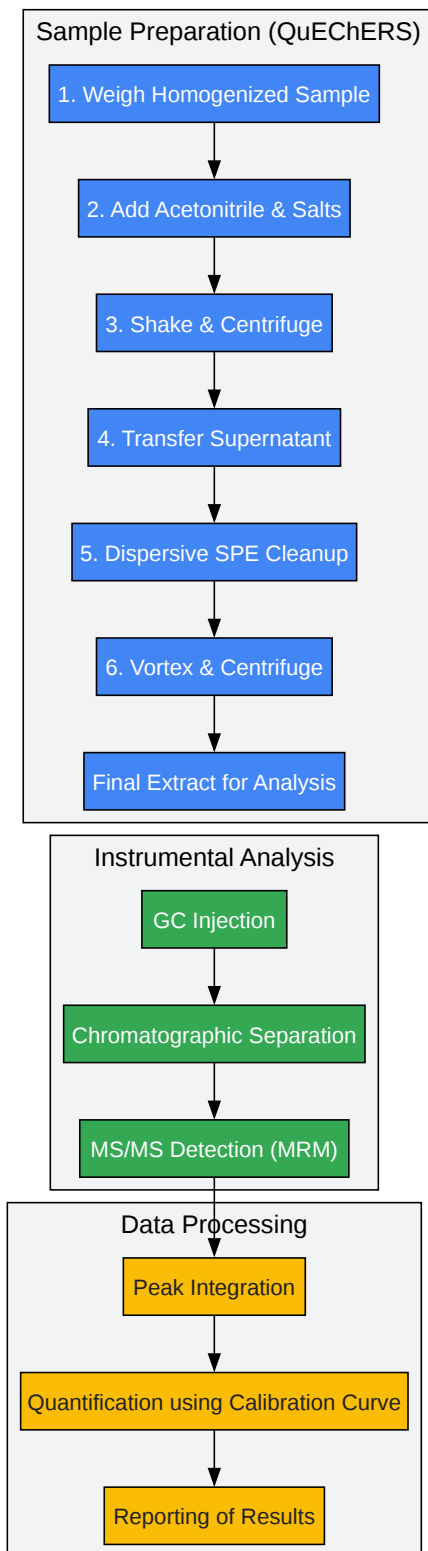 Sample Preparation (QuEChERS)
1. Weigh Homogenized Sample
2. Add Acetonitrile & Salts
3. Shake & Centrifuge
4. Transfer Supernatant
5. Dispersive SPE Cleanup
6. Vortex & Centrifuge
Final Extract for Analysis
Instrumental Analysis
GC Injection
Chromatographic Separation
MS/MS Detection (MRM)
Data Processing
Peak Integration
Quantification using Calibration Curve
Reporting of Results